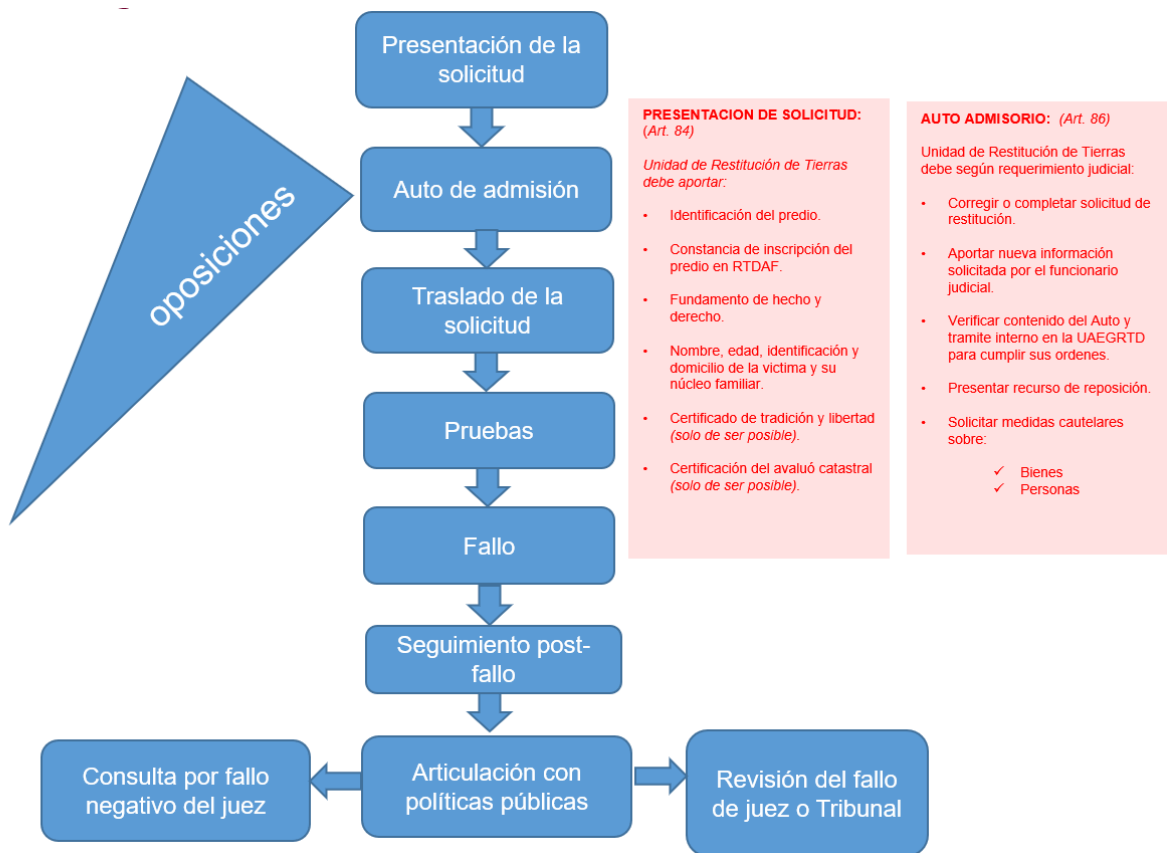 Presentación de la
solicitud
Auto de admisión
Traslado de la
solicitud
Pruebas
Fallo
Seguimiento post-
fallo
Articulación con
políticas públicas
Consulta por fallo
negativo del juez
Revisión del fallo
de juez o Tribunal
oposiciones
PRESENTACION DE SOLICITUD:
(Art. 84)
Unidad de Restitución de Tierras
debe aportar:
• Identificación del predio.
• Constancia de inscripción del
predio en RTDAF.
• Fundamento de hecho y
derecho.
• Nombre, edad, identificación y
domicilio de la victima y su
núcleo familiar.
• Certificado de tradición y libertad
(solo de ser posible).
• Certificación del avaluó catastral
(solo de ser posible).
AUTO ADMISORIO: (Art. 86)
Unidad de Restitución de Tierras
debe según requerimiento judicial:
• Corregir o completar solicitud de
restitución.
• Aportar nueva información
solicitada por el funcionario
judicial.
• Verificar contenido del Auto y
tramite interno en la UAEGRTD
para cumplir sus ordenes.
• Presentar recurso de reposición.
• Solicitar medidas cautelares
sobre:
✓ Bienes
✓ Personas